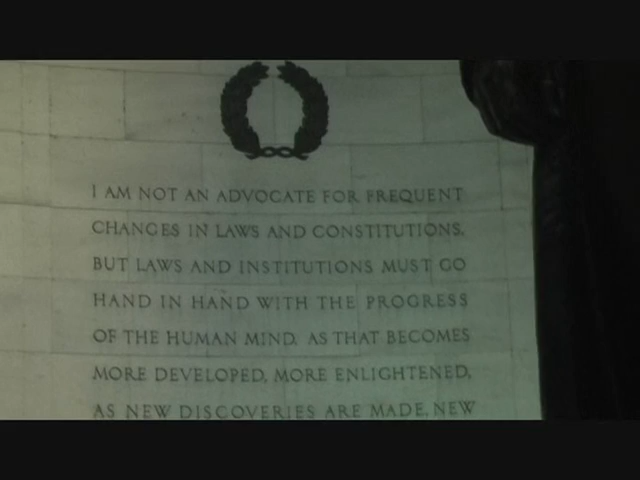 I AM NOT AN ADVOCATE FOR FREQUENT
CHANGES IN LAWS AND CONSTITUTIONS.
BUT LAWS AND INSTITUTIONS MUST GO
HAND IN HAND WITH THE PROGRESS
OF THE HUMAN MIND. AS THAT BECOMES
MORE DEVELOPED, MORE ENLIGHTENED,
AS NEW DISCOVERIES ARE MADE, NEW